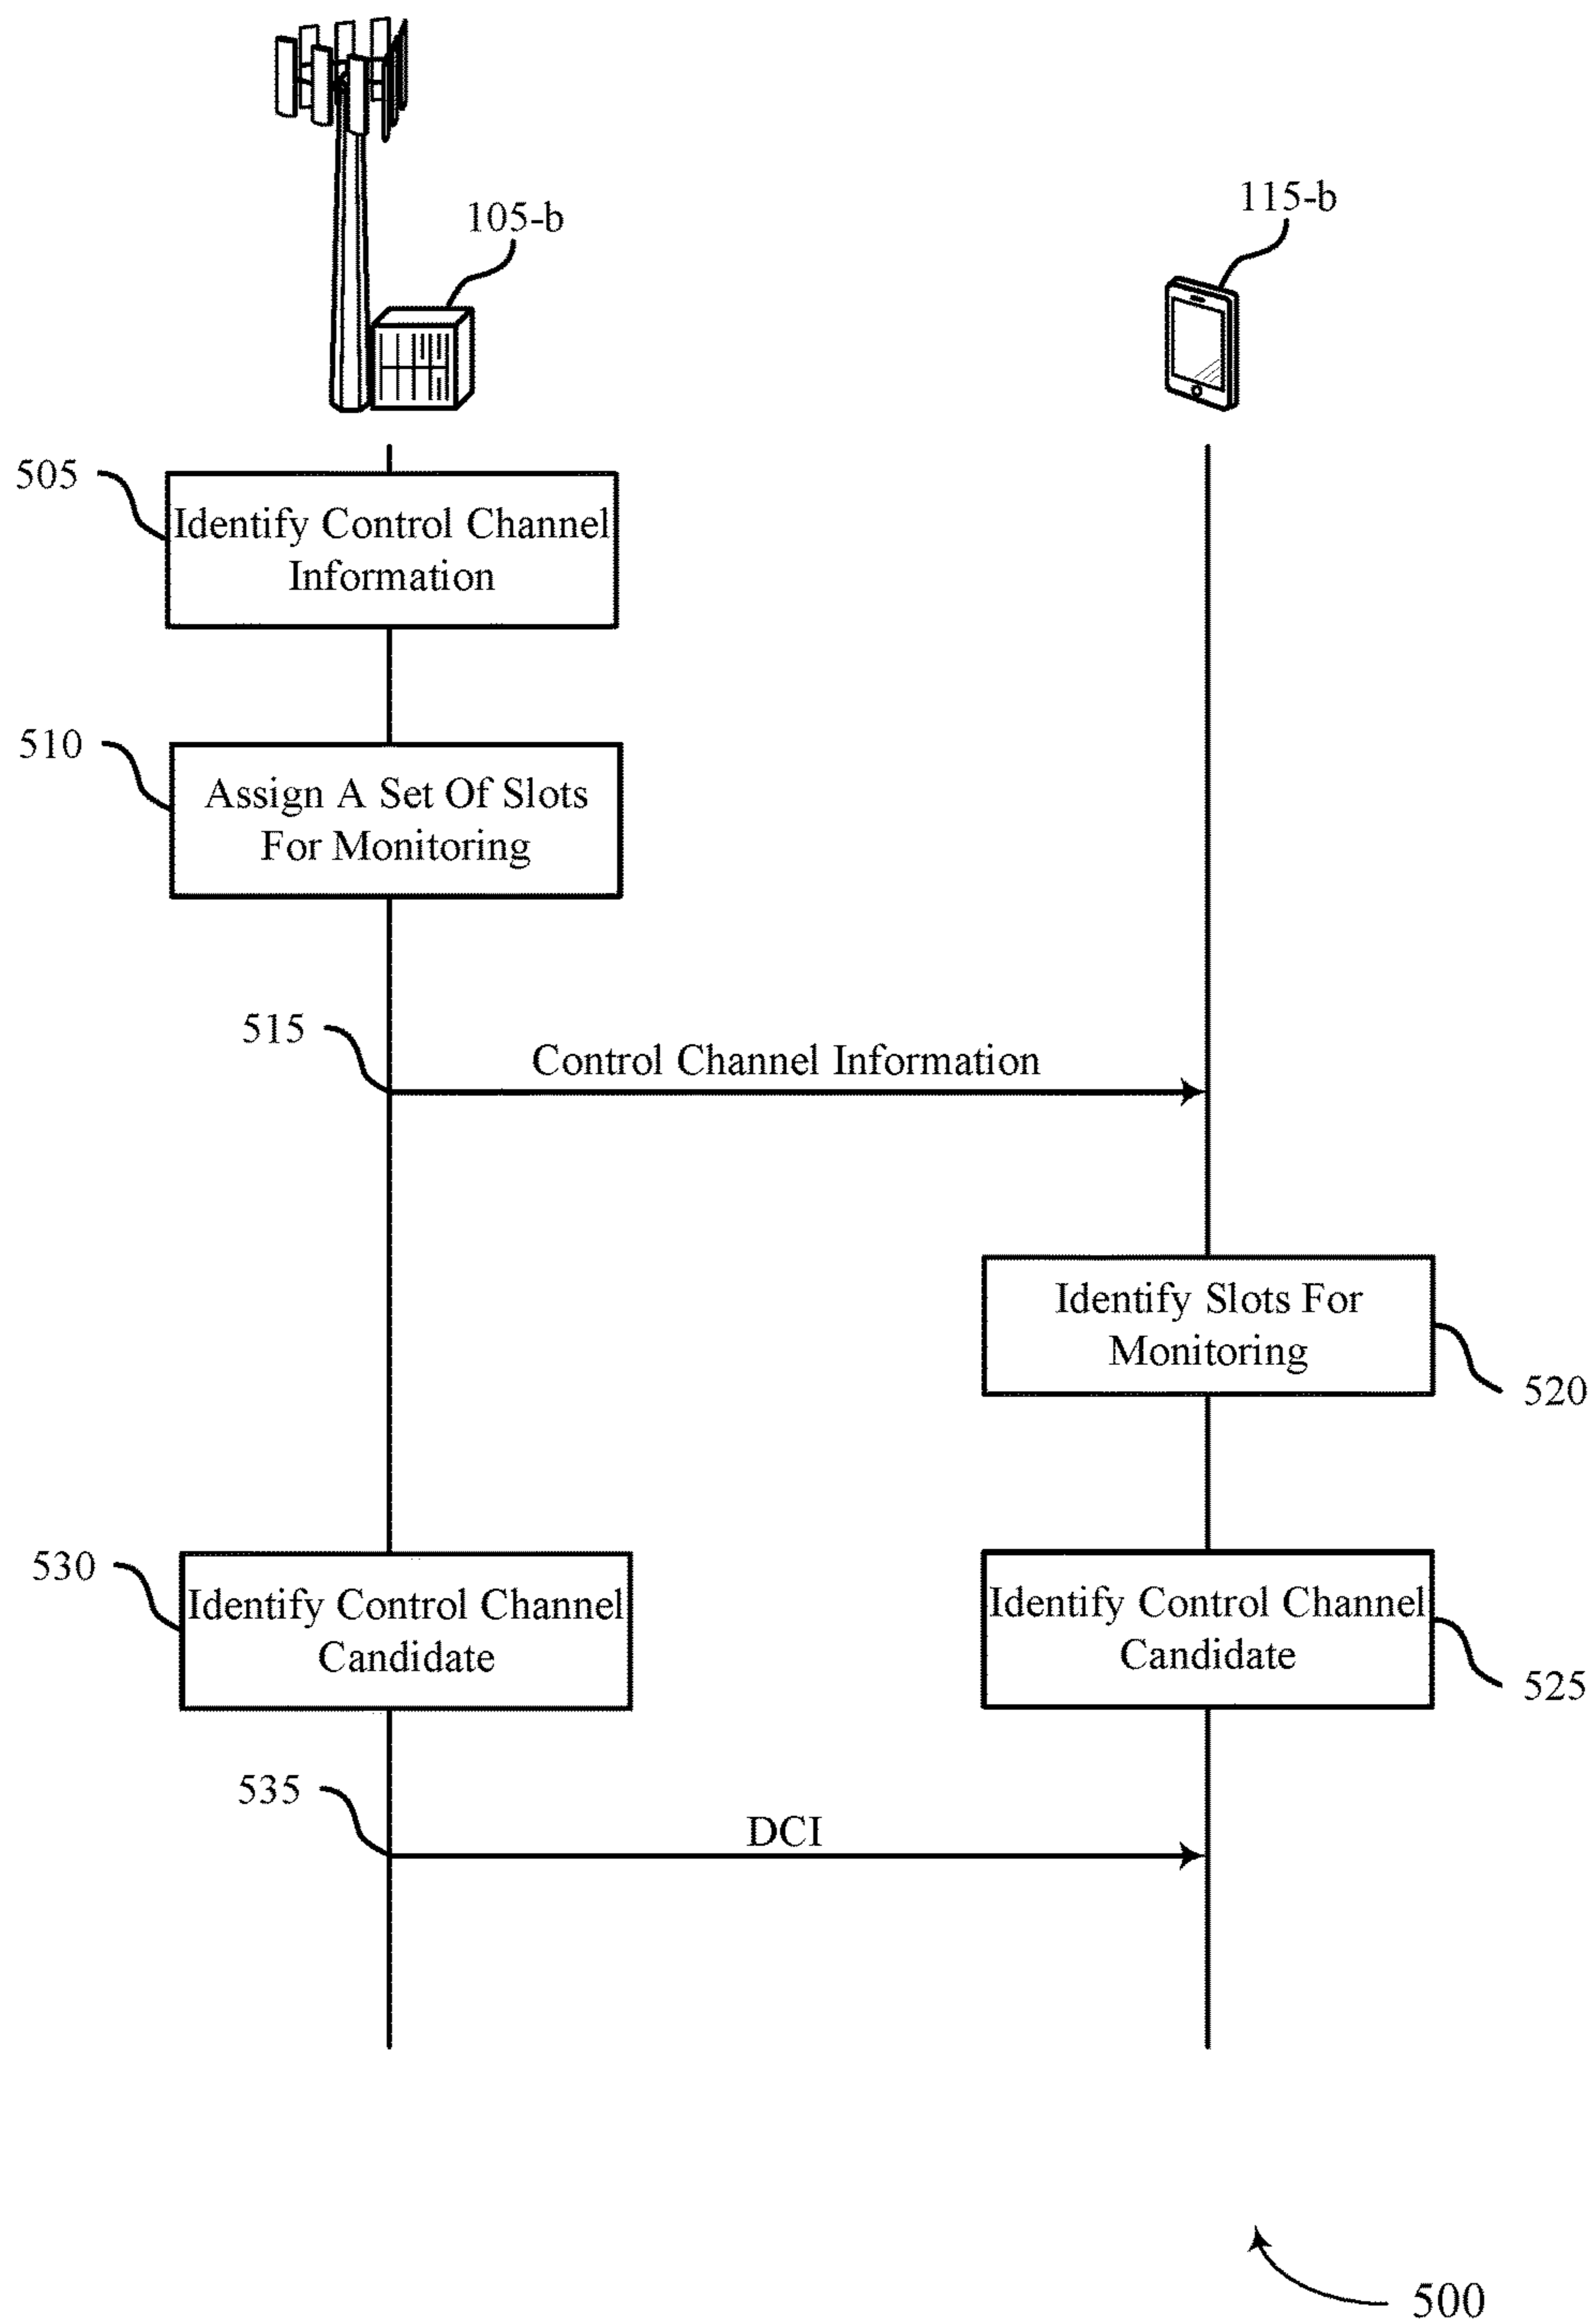 105-b
115-b
505
Identify Control Channel
Information
510
Assign A Set Of Slots
For Monitoring
515
Control Channel Information
Identify Slots For
Monitoring
520
530
Identify Control Channel
Candidate
Identify Control Channel
Candidate
525
535
DCI
500